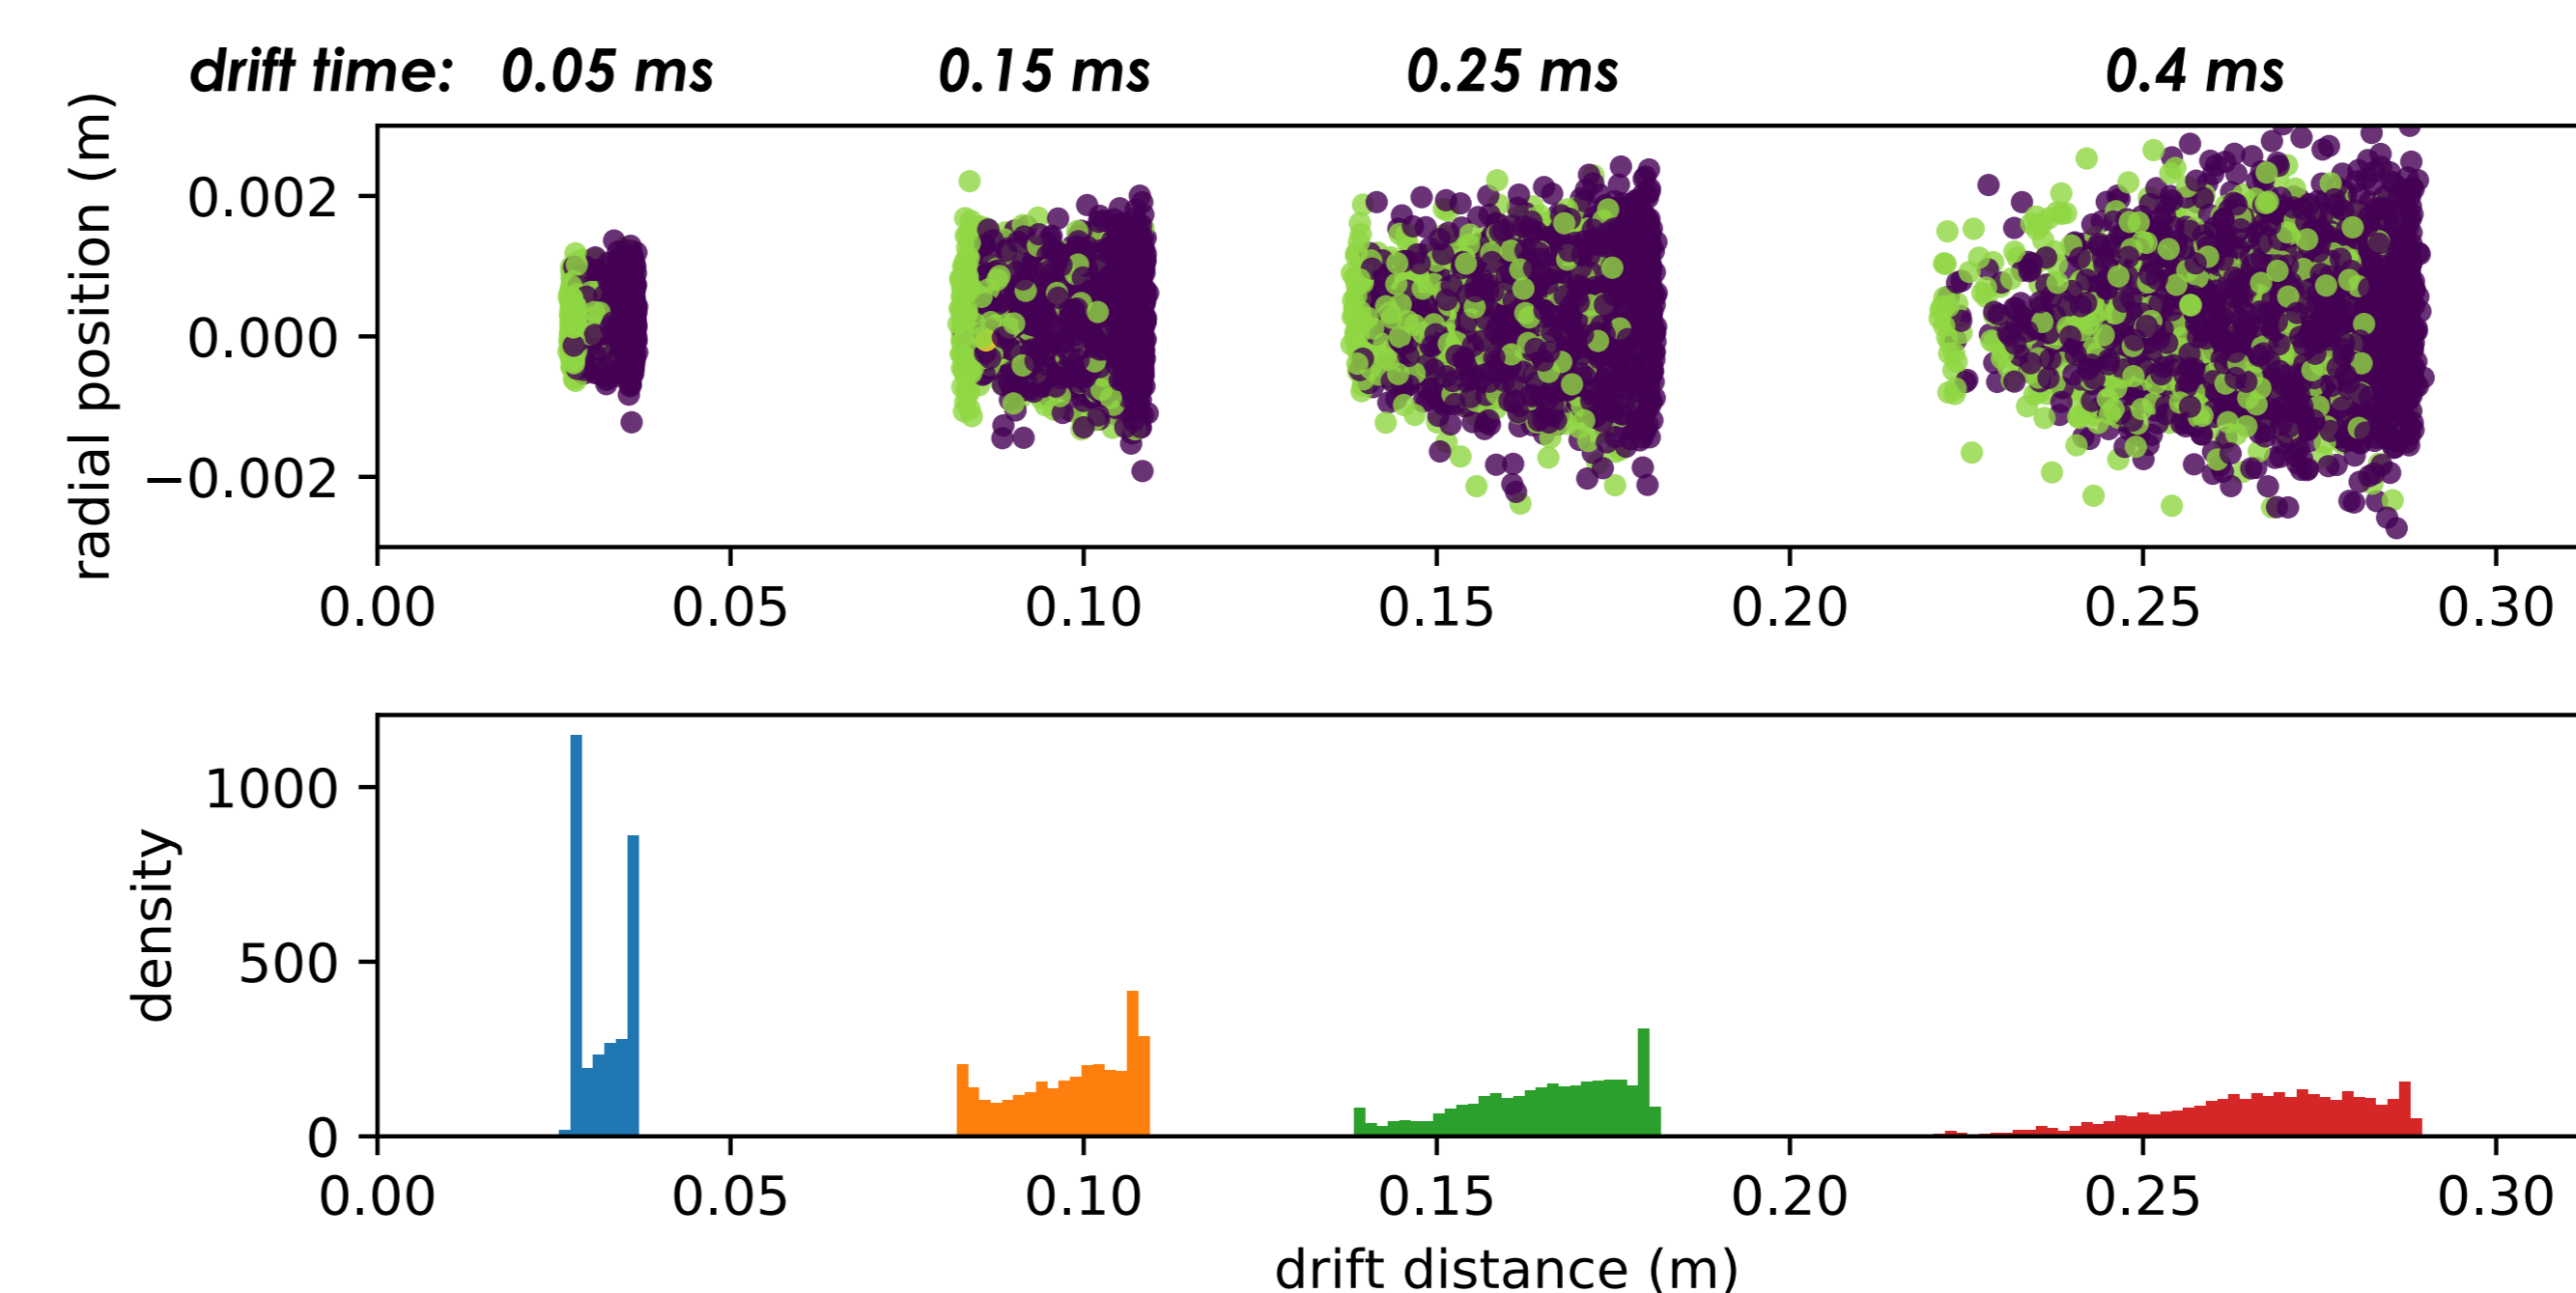 drift time: 0.05 ms 0.15 ms 0.25 ms 0.4 ms
radial position (m)
0.002
0.000
−0.002
0.00 0.05 0.10 0.15 0.20 0.25 0.30
density
1000
500
0
0.00 0.05 0.10 0.15 0.20 0.25 0.30
drift distance (m)